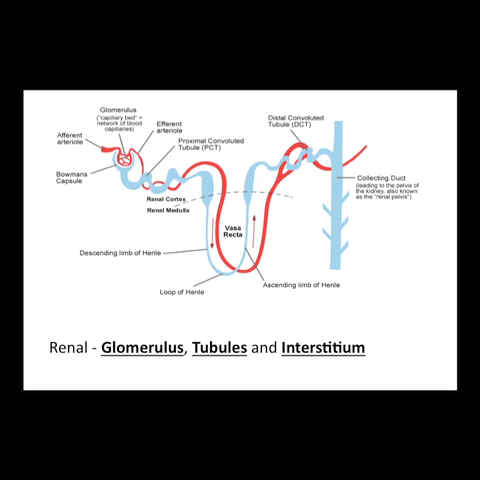 Glomerulus
("capillary bed" =
network of blood
capillaries)
Efferent
arteriole
Afferent
arteriole
Proximal Convoluted
Tubule (PCT)
Bowmans
Capsule
Distal Convoluted
Tubule (DCT)
Collecting Duct
(leading to the pelvis of
the kidney, also known
as the "renal pelvis")
Renal Cortex
Renal Medulla
Vasa
Recta
Descending limb of Henle
Ascending limb of Henle
Loop of Henle
Renal - Glomerulus, Tubules and Interstitium